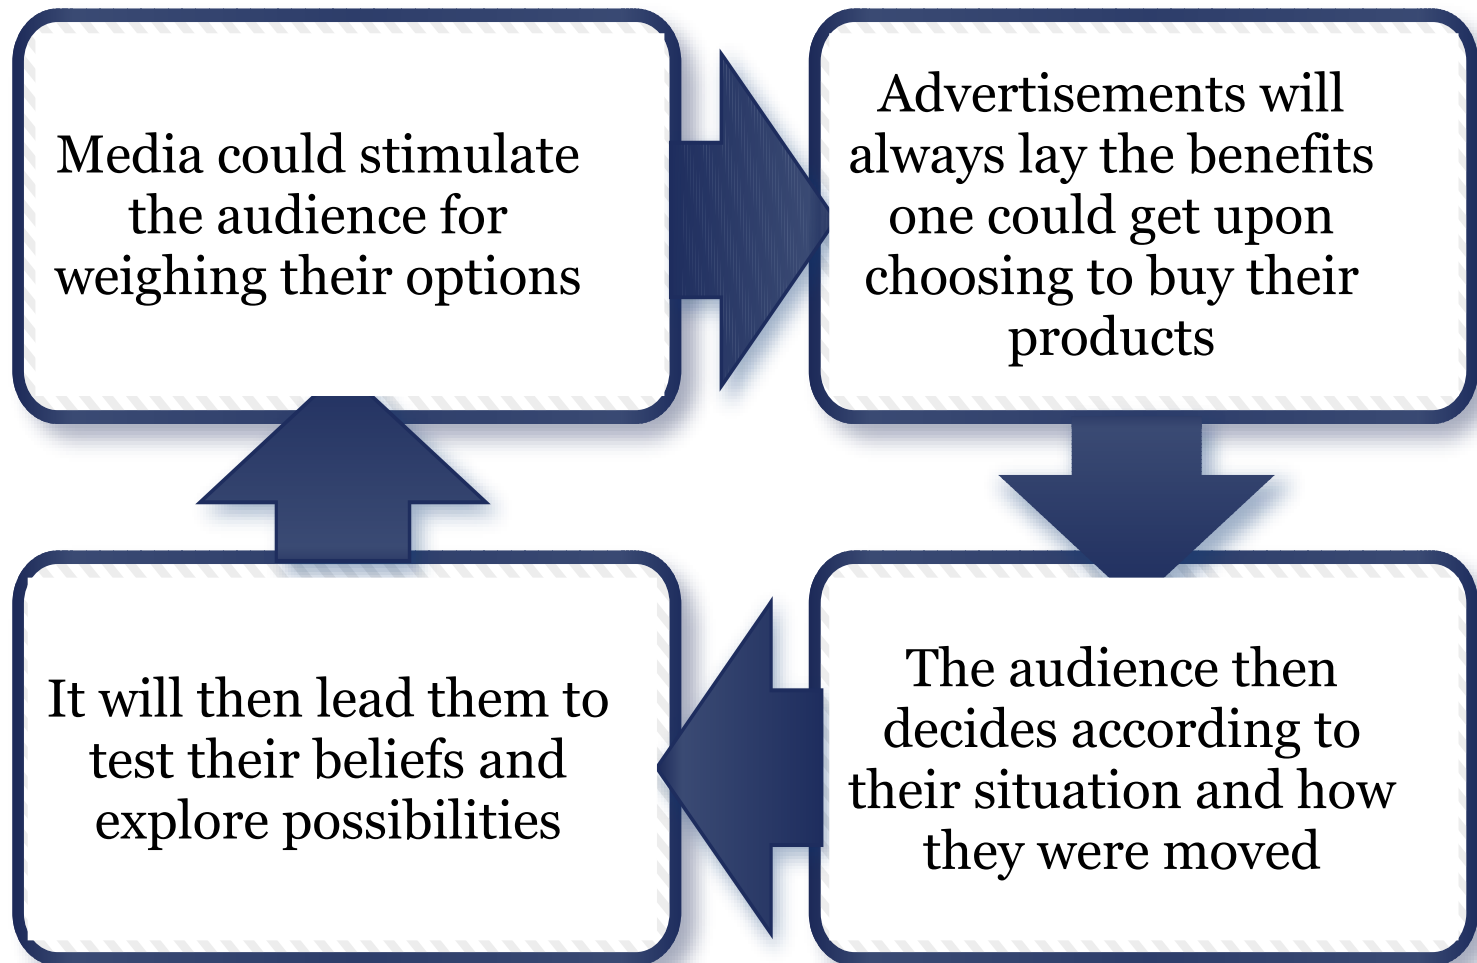 Media could stimulate
the audience for
weighing their options
Advertisements will
always lay the benefits
one could get upon
choosing to buy their
products
The audience then
decides according to
their situation and how
they were moved
It will then lead them to
test their beliefs and
explore possibilities